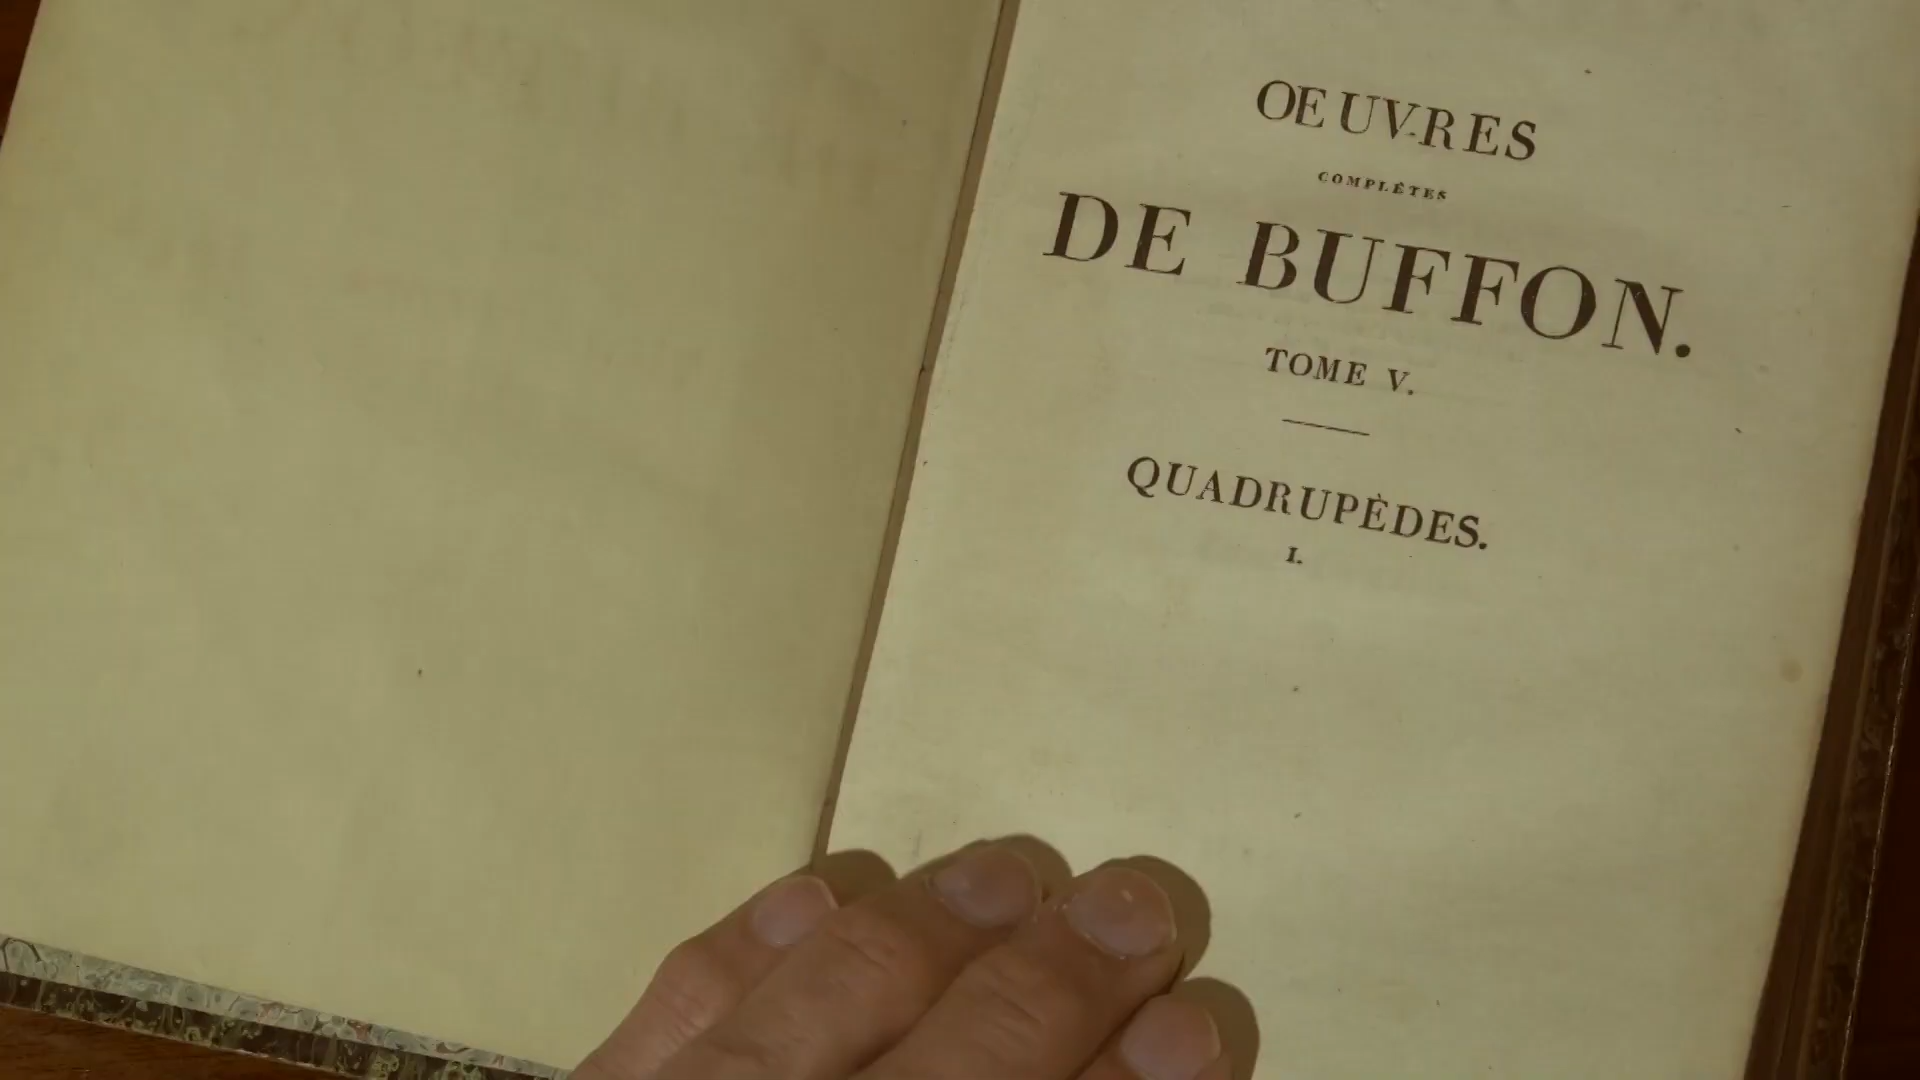 OEUVRES
COMPLÈTES
DE BUFFON.
TOME V.
QUADRUPÈDES.
I.